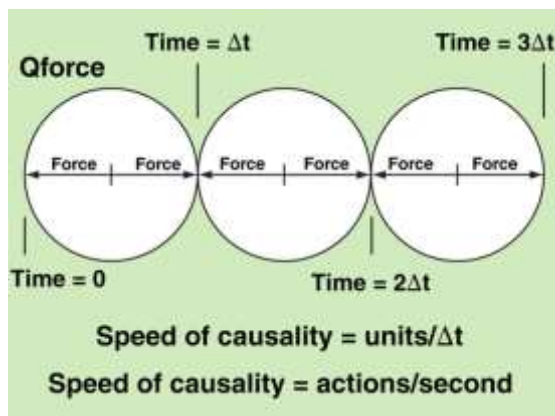 Time = Δt
Time = 3Δt
Qforce
Force Force Force Force Force Force
Time = 0
Time = 2Δt
Speed of causality = units/Δt
Speed of causality = actions/second